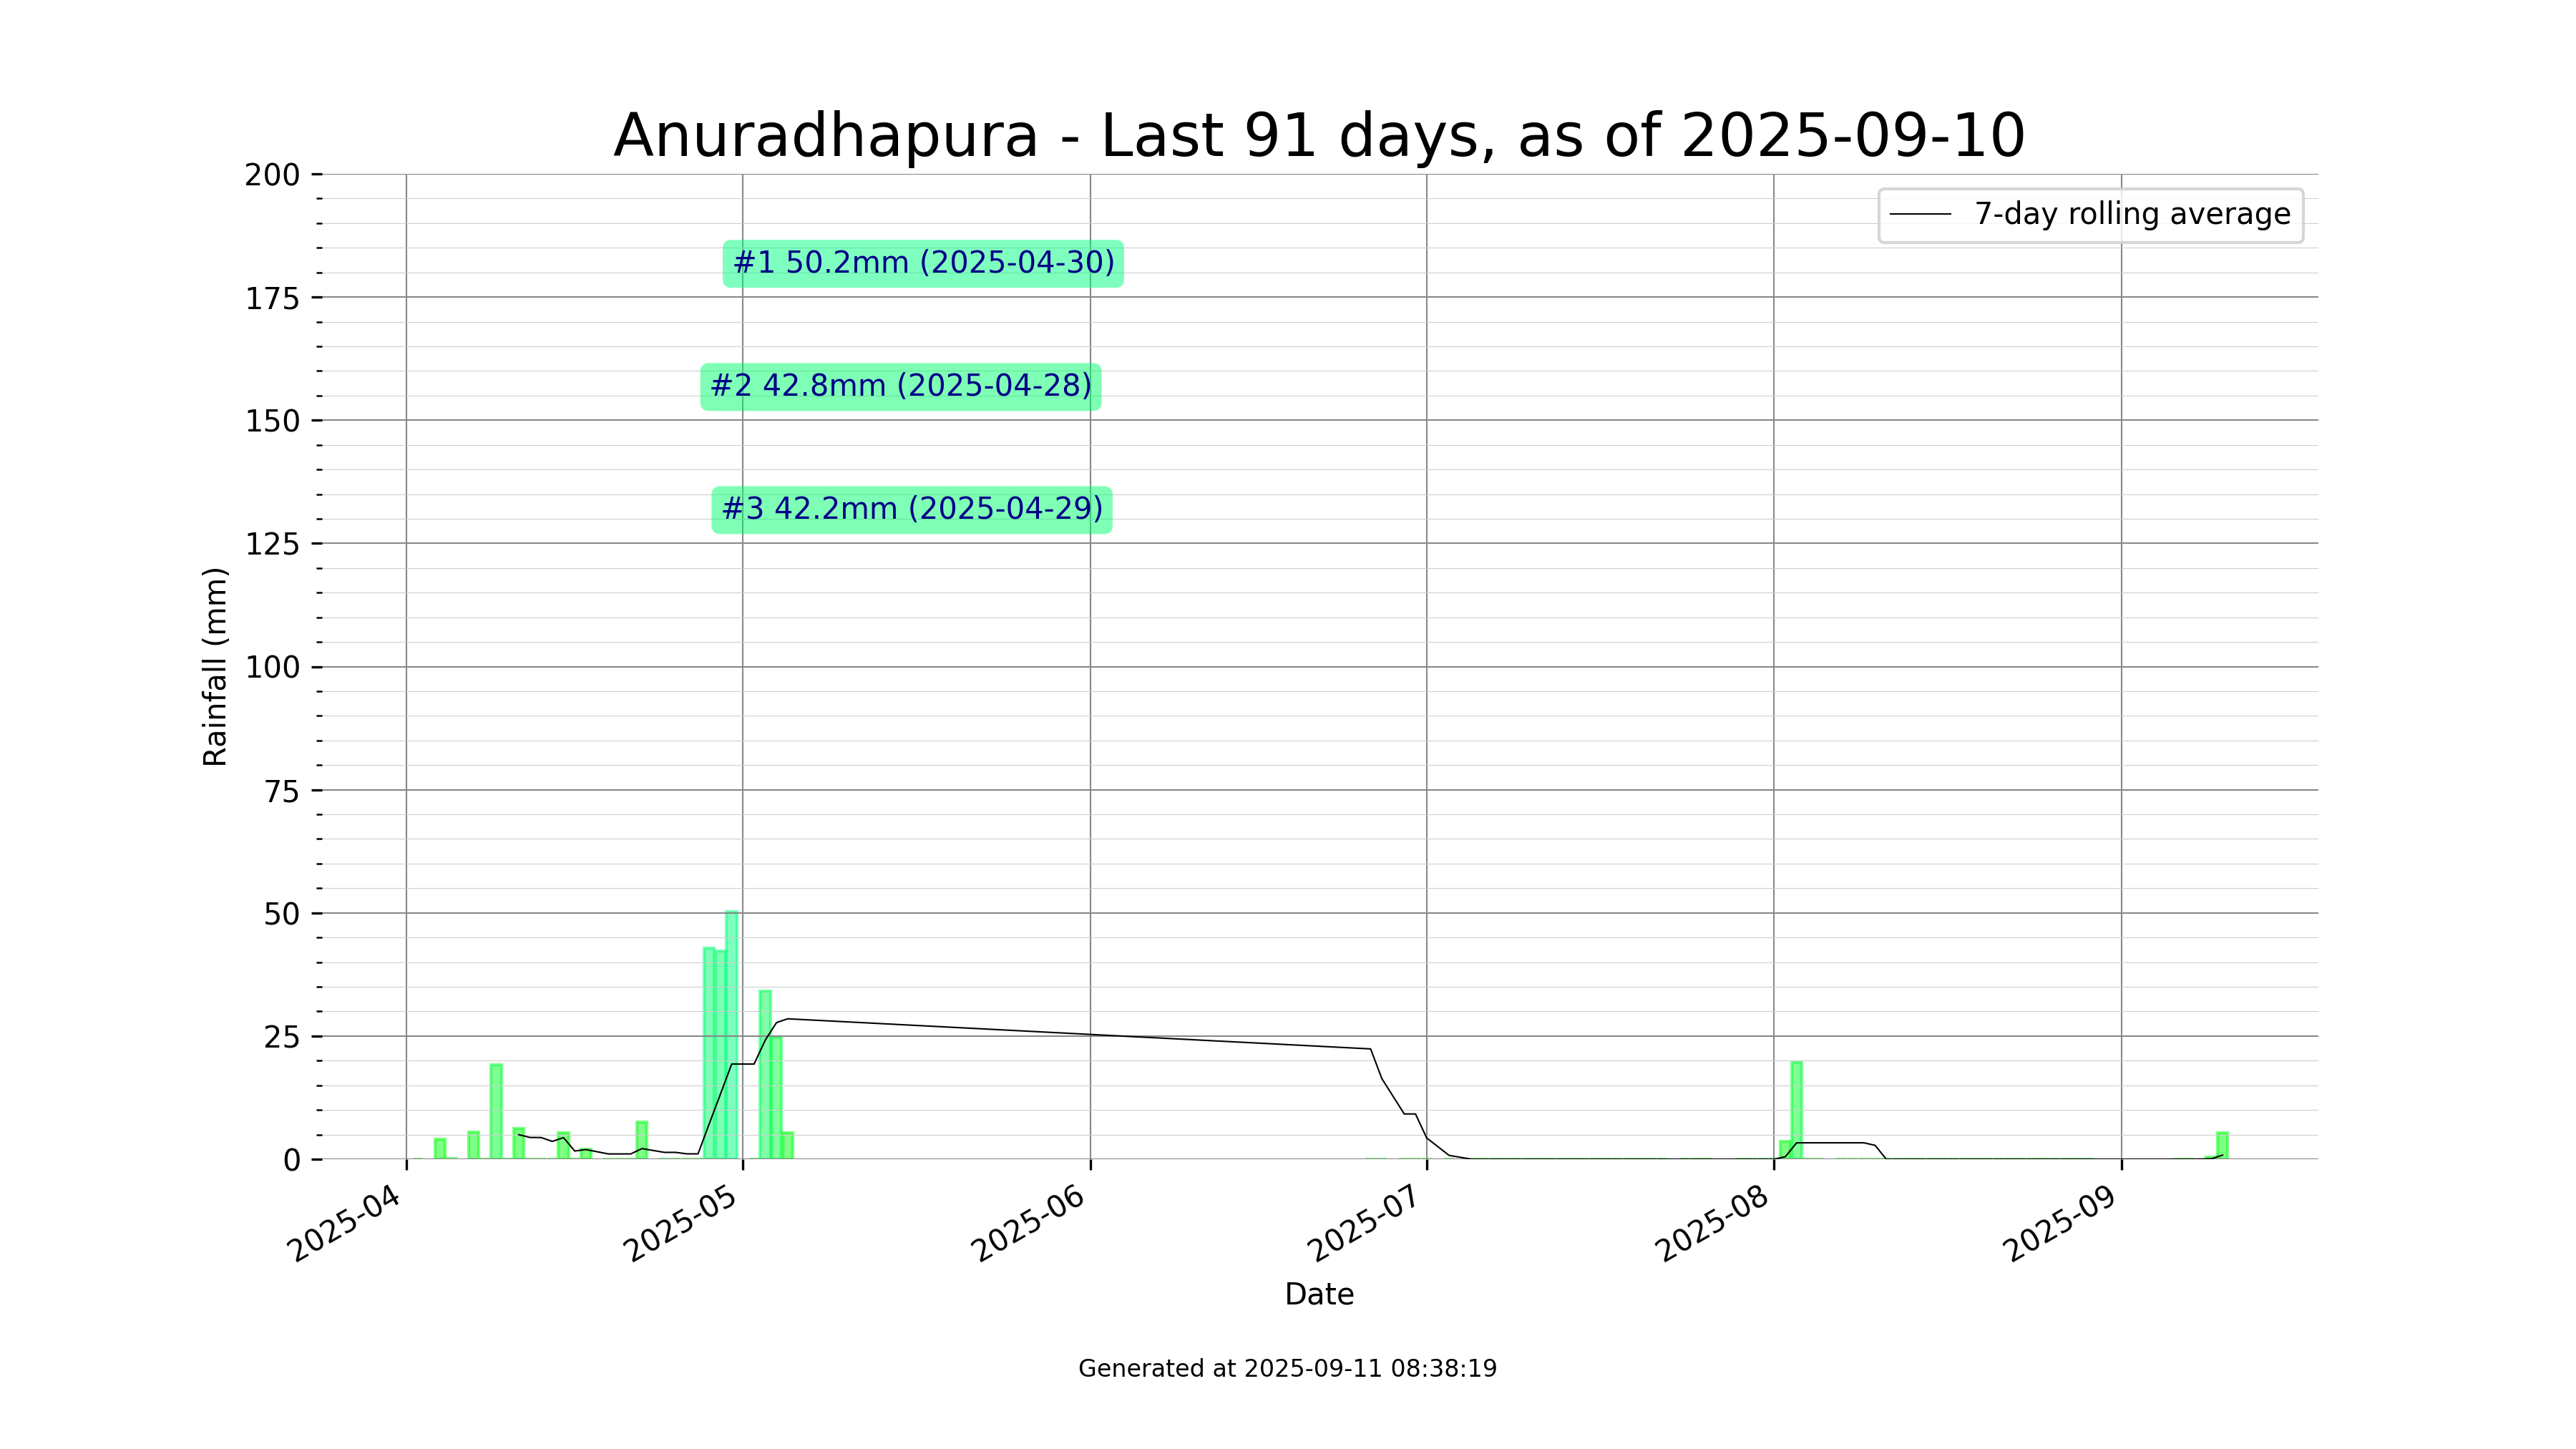 Anuradhapura - Last 91 days, as of 2025-09-10
200
175
150
125
100
75
50
25
0
Rainfall (mm)
7-day rolling average
#1 50.2mm (2025-04-30)
#2 42.8mm (2025-04-28)
#3 42.2mm (2025-04-29)
2025-04
2025-05
2025-06
2025-07
2025-08
2025-09
Date
Generated at 2025-09-11 08:38:19